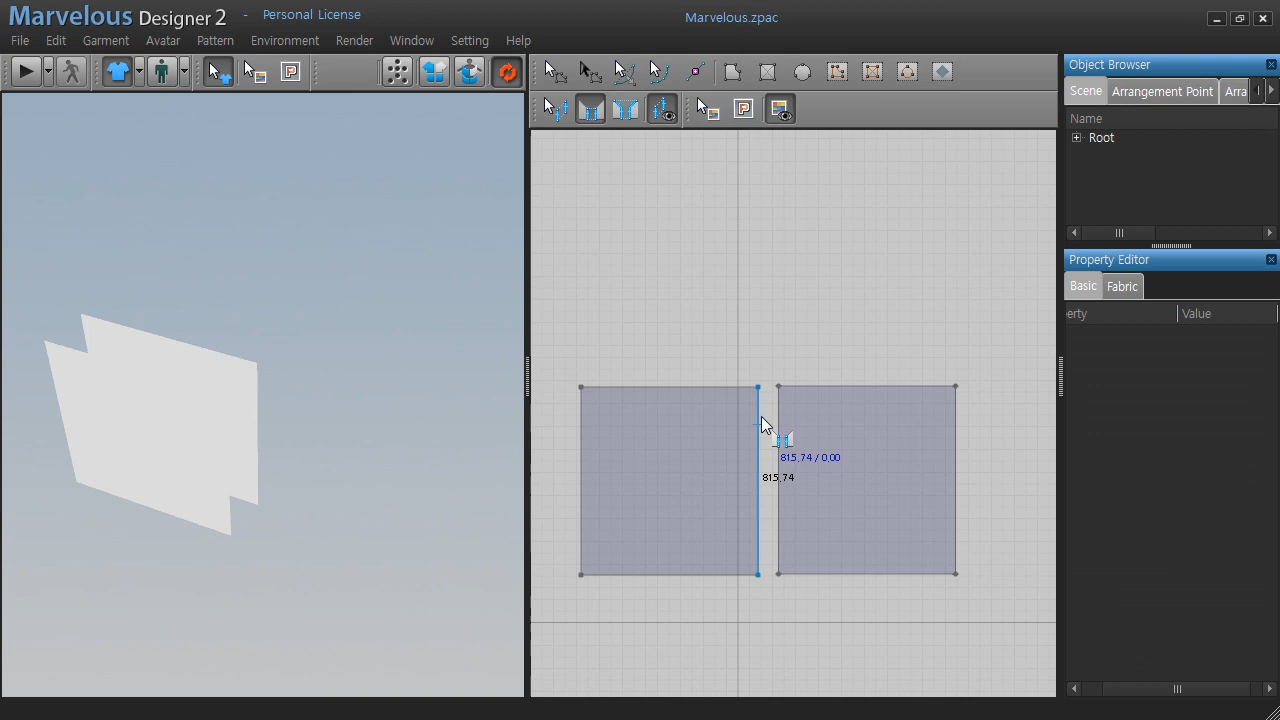 Marvelous Designer 2 - Personal License
Marvelous.zpac
File Edit Garment Avatar Pattern Environment Render Window Setting Help
Object Browser
Scene Arrangement Point Arra
Name
Root
Property Editor
Basic Fabric
erty Value
815,74 / 0,00
815,74